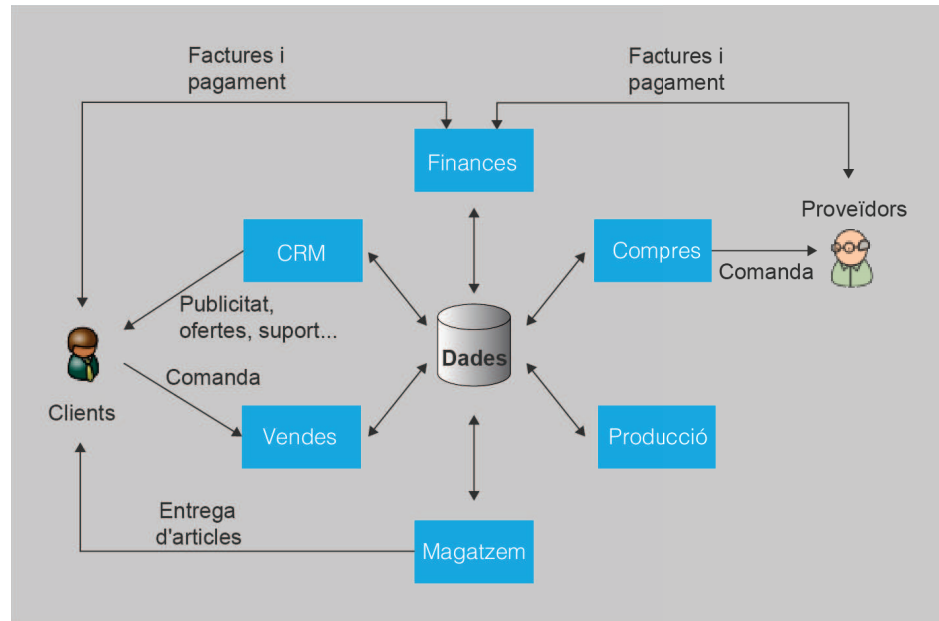 Factures i
pagament
Factures i
pagament
Finances
Proveïdors
CRM
Compres
Comanda
Publicitat,
ofertes, suport...
Dades
Comanda
Clients
Vendes
Producció
Entrega
d'articles
Magatzem